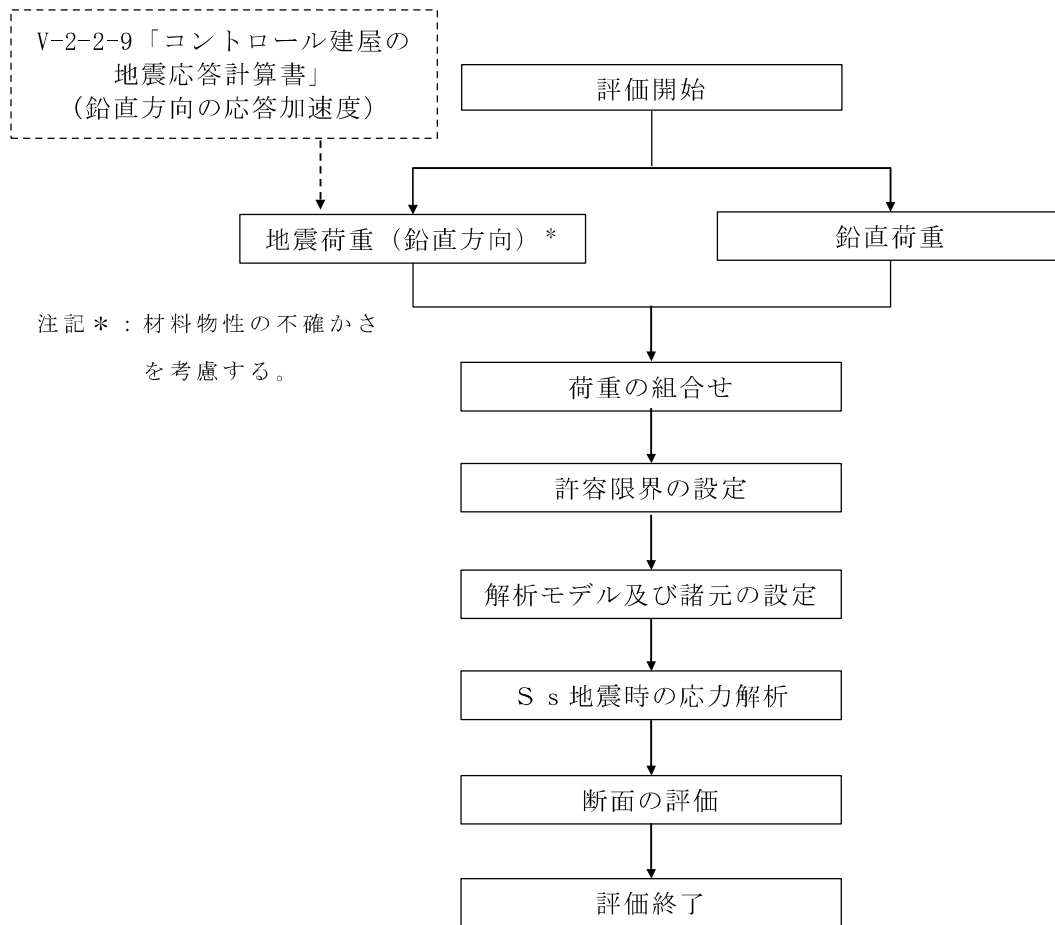 V-2-2-9「コントロール建屋の
地震応答計算書」
（鉛直方向の応答加速度）
評価開始
地震荷重（鉛直方向）*
鉛直荷重
注記＊：材料物性の不確かさ
を考慮する。
荷重の組合せ
許容限界の設定
解析モデル及び諸元の設定
Ｓｓ地震時の応力解析
断面の評価
評価終了